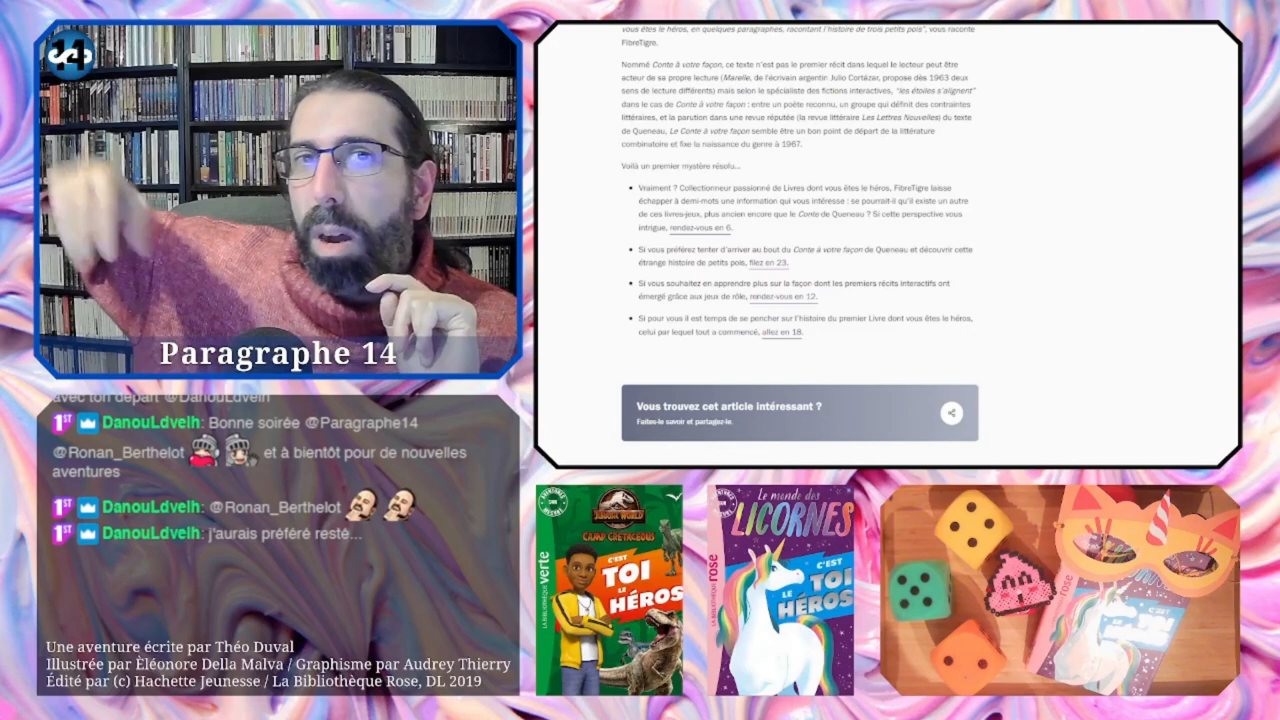 14
Paragraphe 14
avec ton départ @DanouLdvelh
DanouLdvelh: Bonne soirée @Paragraphe14
@Ronan_Berthelot et à bientôt pour de nouvelles
aventures
DanouLdvelh: @Ronan_Berthelot
DanouLdvelh: j'aurais préféré resté...
Une aventure écrite par Théo Duval
Illustrée par Èléonore Della Malva / Graphisme par Audrey Thierry
Édité par (c) Hachette Jeunesse / La Bibliothèque Rose, DL 2019
vous êtes le héros, en quelques paragraphes, racontant l'histoire de trois petits pois", vous raconte
FibreTigre.
Nommé Conte à votre façon, ce texte n'est pas le premier récit dans lequel le lecteur peut être
acteur de sa propre lecture (Marelle, de l'écrivain argentin Julio Cortázar, propose dès 1963 deux
sens de lecture différents) mais selon le spécialiste des fictions interactives, "les étoiles s'alignent"
dans le cas de Conte à votre façon : entre un poète reconnu, un groupe qui définit des contraintes
littéraires, et la parution dans une revue réputée (la revue littéraire Les Lettres Nouvelles) du texte
de Queneau, Le Conte à votre façon semble être un bon point de départ de la littérature
combinatoire et fixe la naissance du genre à 1967.
Voilà un premier mystère résolu...
Vraiment ? Collectionneur passionné de Livres dont vous êtes le héros, FibreTigre laisse
échapper à demi-mots une information qui vous intéresse : se pourrait-il qu'il existe un autre
de ces livres-jeux, plus ancien encore que le Conte de Queneau ? Si cette perspective vous
intrigue, rendez-vous en 6.
Si vous préférez tenter d'arriver au bout du Conte à votre façon de Queneau et découvrir cette
étrange histoire de petits pois, filez en 23.
Si vous souhaitez en apprendre plus sur la façon dont les premiers récits interactifs ont
émergé grâce aux jeux de rôle, rendez-vous en 12.
Si pour vous il est temps de se pencher sur l'histoire du premier Livre dont vous êtes le héros,
celui par lequel tout a commencé, allez en 18.
Vous trouvez cet article intéressant ?
Faites-le savoir et partagez-le.
JURASSIC WORLD
CAMP CRETACEOUS
C'EST
TOI
LE
HÉROS
LA BIBLIOTHÈQUE verte
Le monde des
LICORNES
C'EST
TOI
LE
HÉROS
LA BIBLIOTHÈQUE rose
rose
C'EST